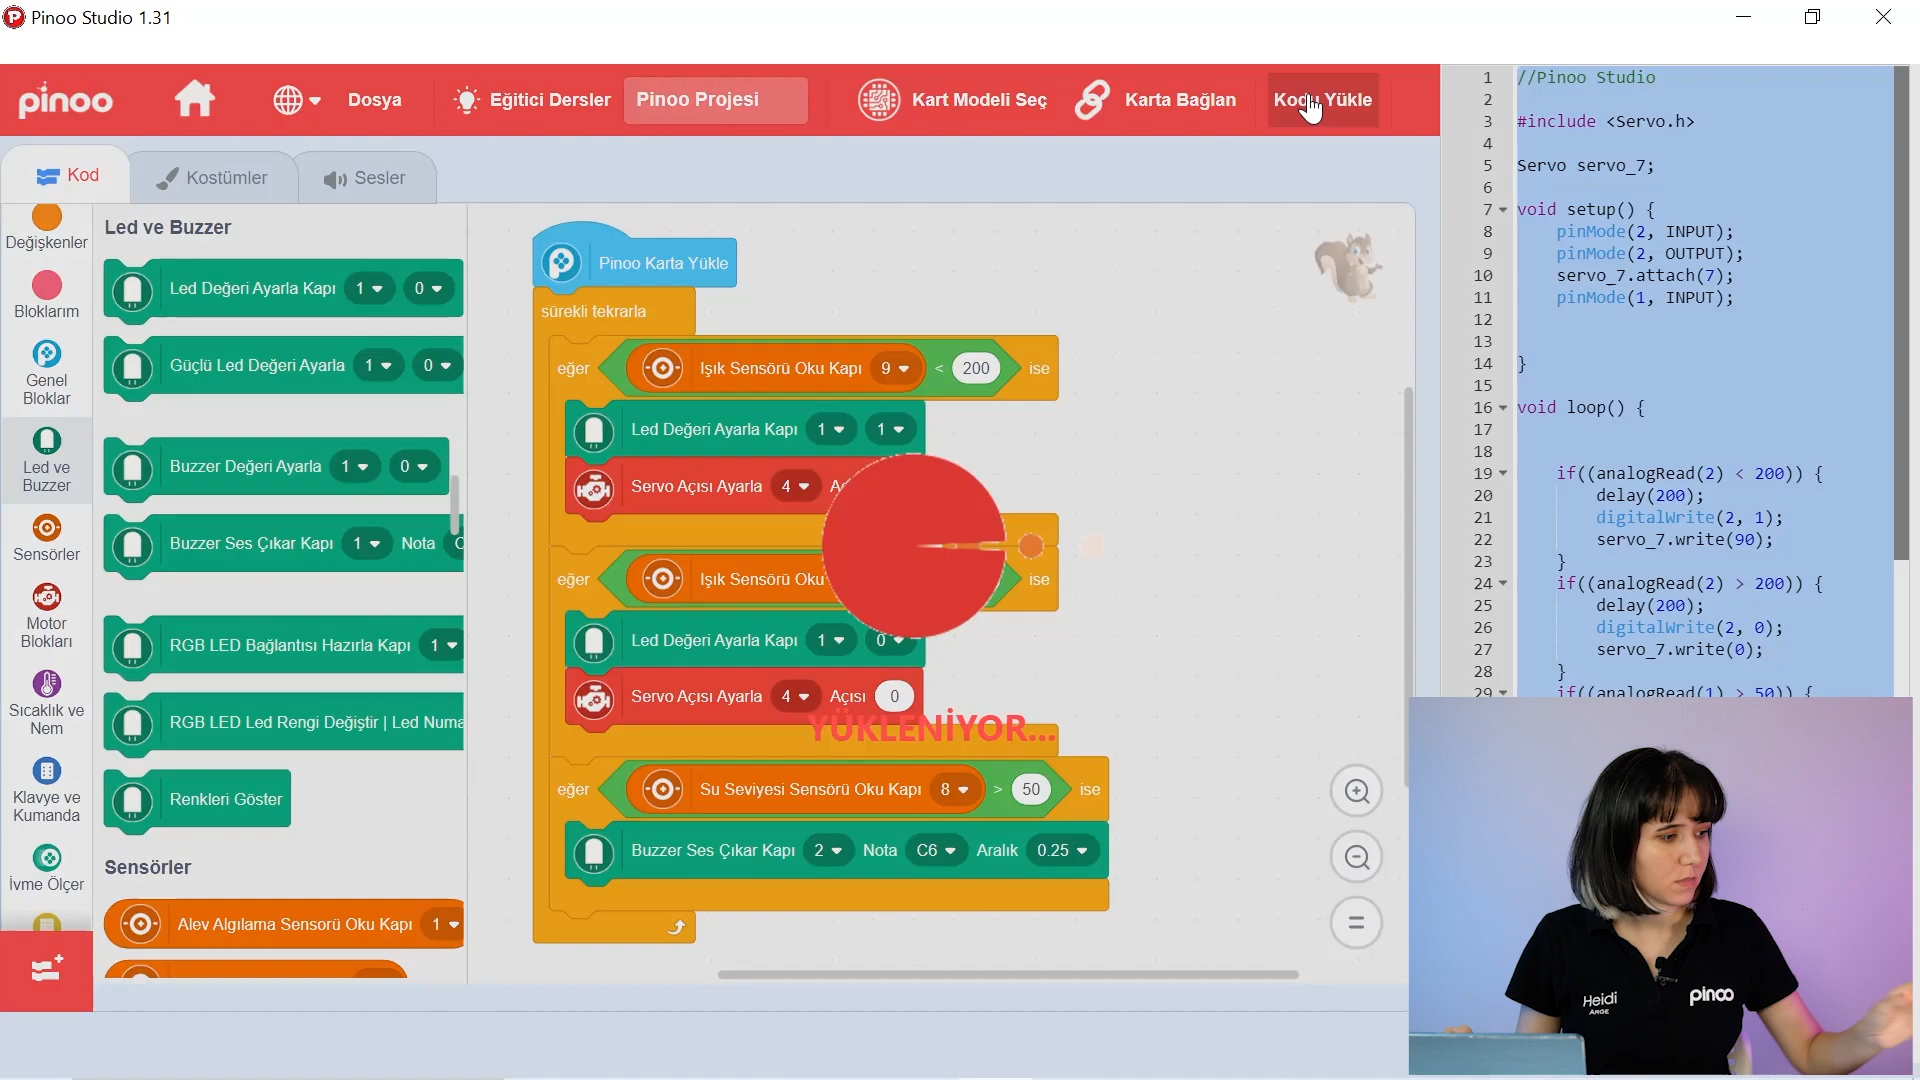 Pinoo Studio 1.31
pinoo
Dosya
Eğitici Dersler
Pinoo Projesi
Kart Modeli Seç
Karta Bağlan
Kodu Yükle
Kod
Kostümler
Sesler
Değişkenler
Bloklarım
Genel
Bloklar
Led ve
Buzzer
Sensörler
Motor
Blokları
Sıcaklık ve
Nem
Klavye ve
Kumanda
İvme Ölçer
Led ve Buzzer
Led Değeri Ayarla Kapı 1 0
Güçlü Led Değeri Ayarla 1 0
Buzzer Değeri Ayarla 1 0
Buzzer Ses Çıkar Kapı 1 Nota
RGB LED Bağlantısı Hazırla Kapı 1
RGB LED Led Rengi Değiştir | Led Numa
Renkleri Göster
Sensörler
Alev Algılama Sensorü Oku Kapı 1
Pinoo Karta Yükle
sürekli tekrarla
eğer Işık Sensörü Oku Kapı 9 < 200 ise
Led Değeri Ayarla Kapı 1 1
Servo Açısı Ayarla 4
eğer Işık Sensörü Oku ise
Led Değeri Ayarla Kapı 1 0
Servo Açısı Ayarla 4 Açısı 0
YÜKLENİYOR...
eğer Su Seviyesi Sensörü Oku Kapı 8 > 50 ise
Buzzer Ses Çıkar Kapı 2 Nota C6 Aralık 0.25
1 //Pinoo Studio
2
3 #include <Servo.h>
4
5 Servo servo_7;
6
7 void setup() {
8 pinMode(2, INPUT);
9 pinMode(2, OUTPUT);
10 servo_7.attach(7);
11 pinMode(1, INPUT);
12
13
14 }
15
16 void loop() {
17
18
19 if((analogRead(2) < 200)) {
20 delay(200);
21 digitalWrite(2, 1);
22 servo_7.write(90);
23 }
24 if((analogRead(2) > 200)) {
25 delay(200);
26 digitalWrite(2, 0);
27 servo_7.write(0);
28 }
29 if((analogRead(1) > 50)) {
Heidi
ARGE
pinoo